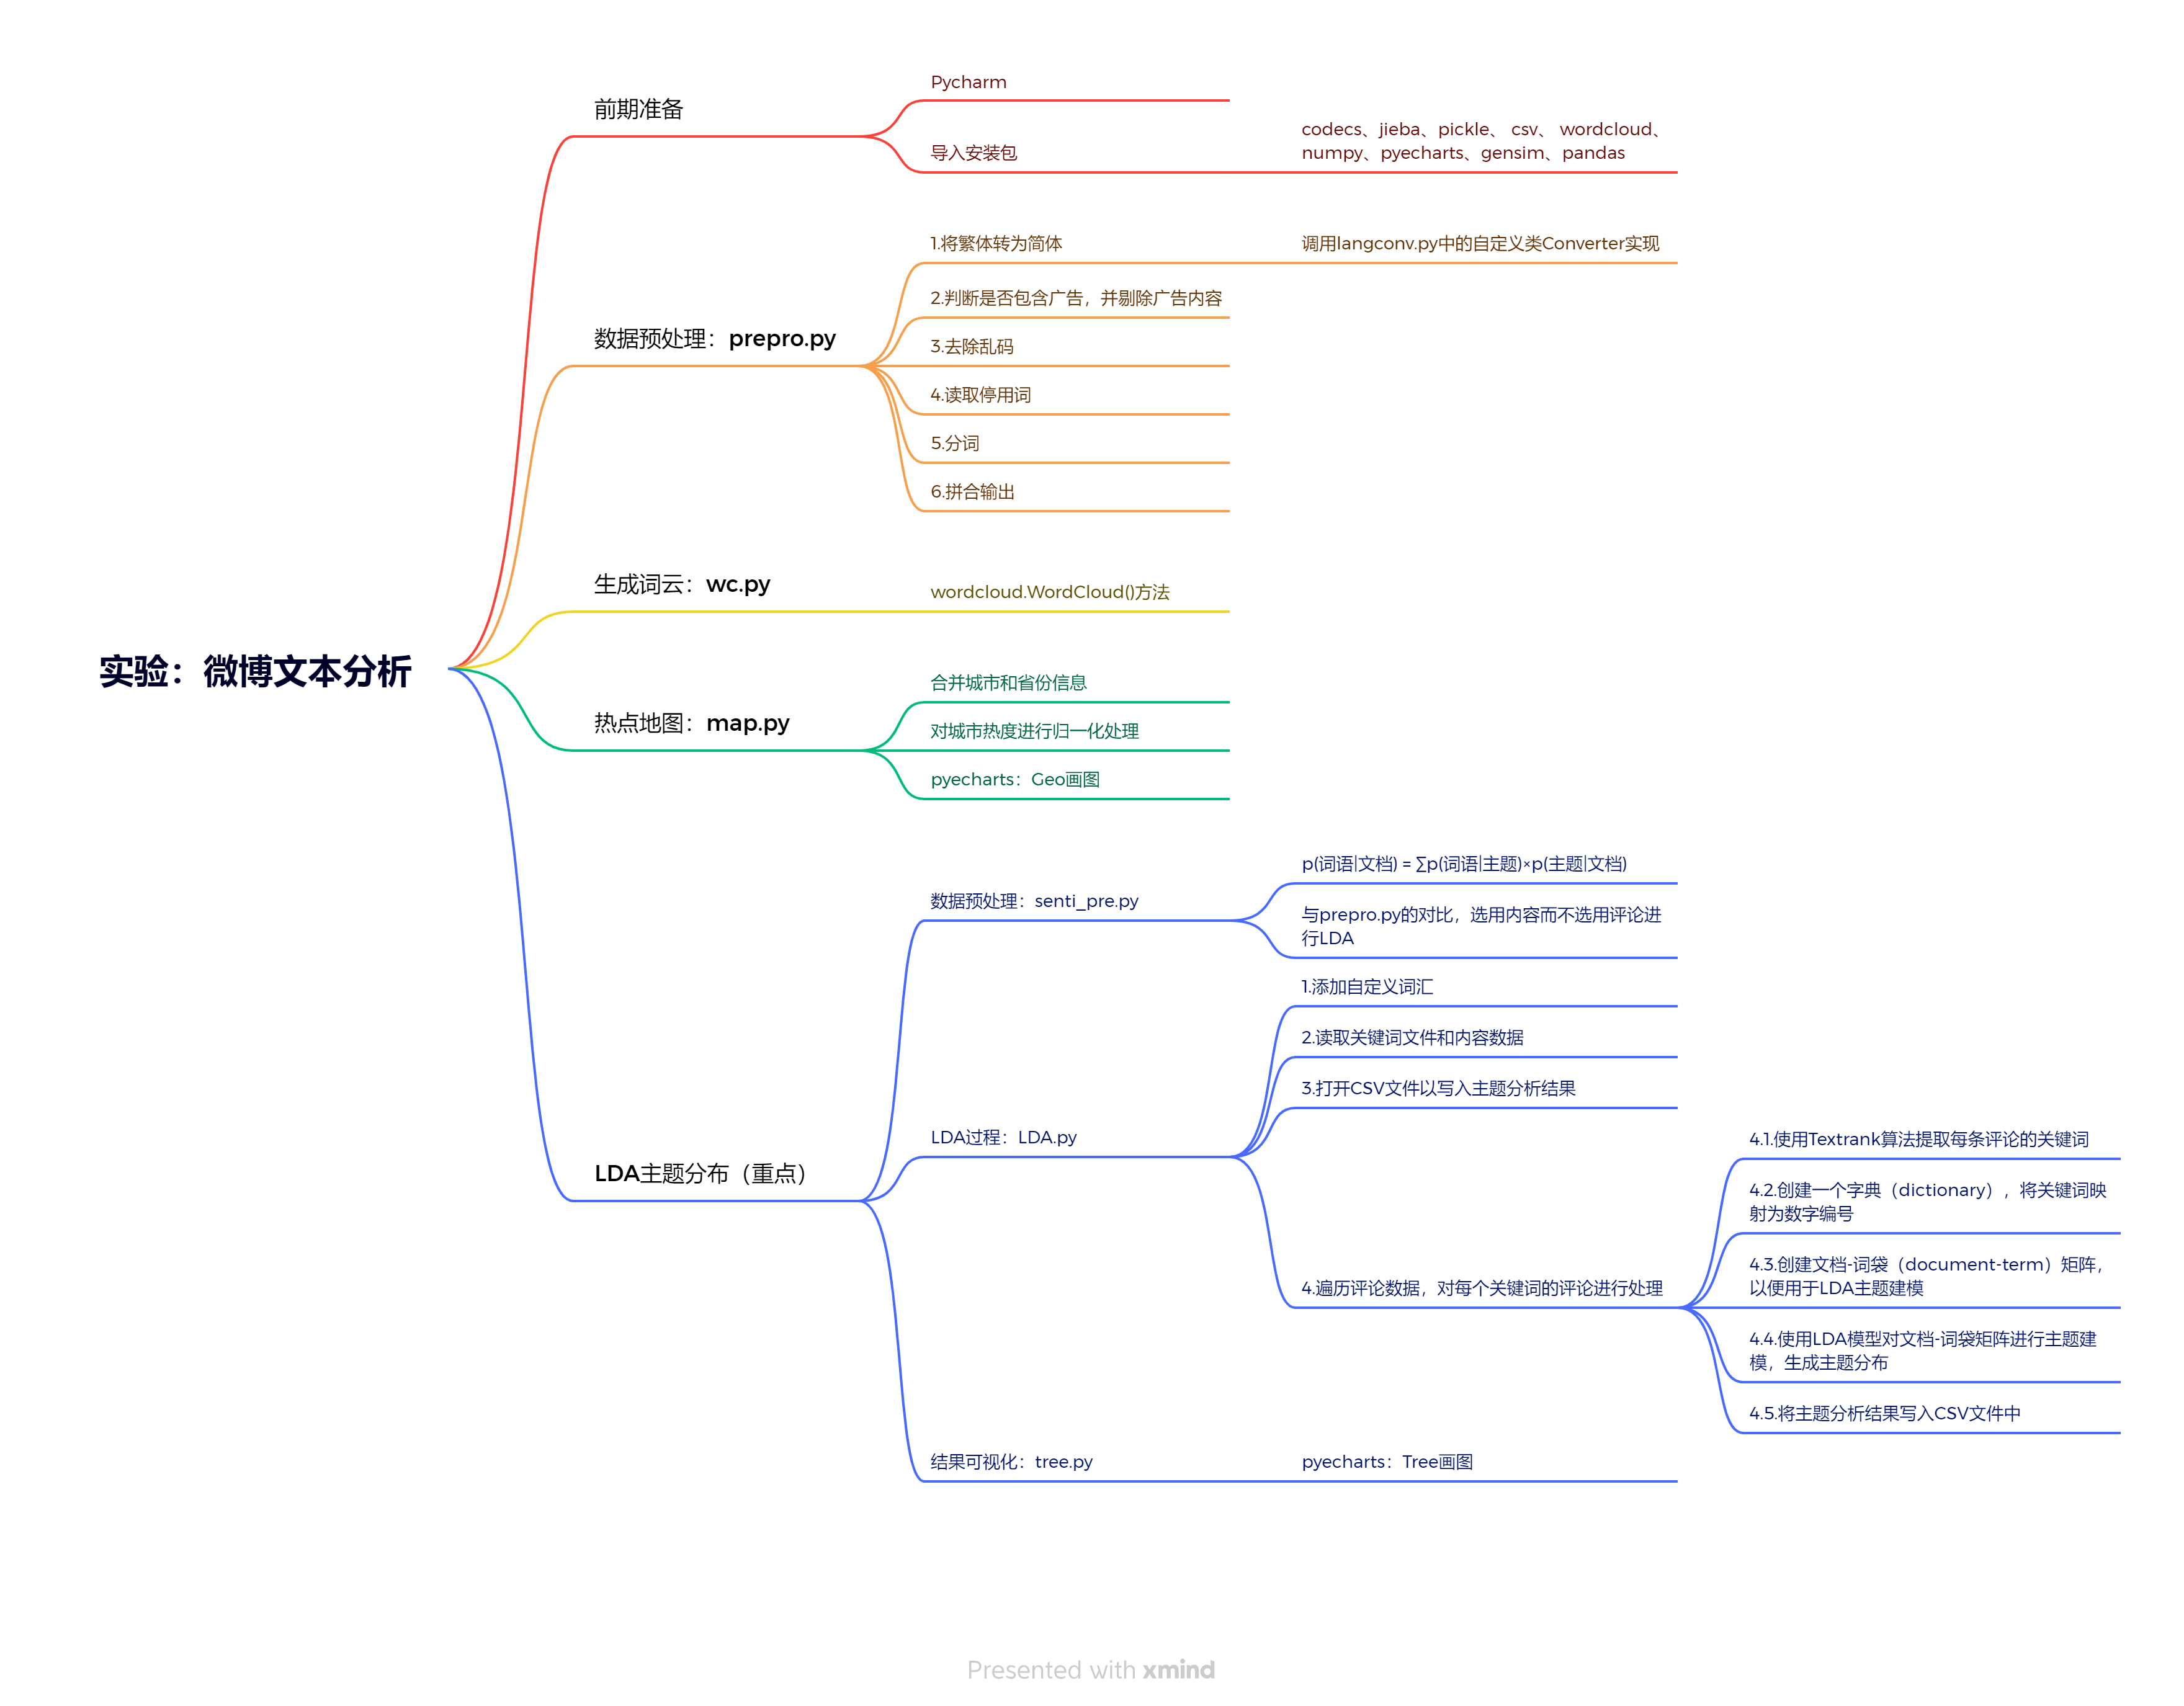 实验：微博文本分析
前期准备
Pycharm
导入安装包
codecs、jieba、pickle、 csv、 wordcloud、
numpy、pyecharts、gensim、pandas
数据预处理：prepro.py
1.将繁体转为简体
调用langconv.py中的自定义类Converter实现
2.判断是否包含广告，并剔除广告内容
3.去除乱码
4.读取停用词
5.分词
6.拼合输出
生成词云：wc.py
wordcloud.WordCloud()方法
热点地图：map.py
合并城市和省份信息
对城市热度进行归一化处理
pyecharts：Geo画图
LDA主题分布（重点）
数据预处理：senti_pre.py
p(词语|文档) = ∑p(词语|主题)×p(主题|文档)
与prepro.py的对比，选用内容而不选用评论进
行LDA
LDA过程：LDA.py
1.添加自定义词汇
2.读取关键词文件和内容数据
3.打开CSV文件以写入主题分析结果
4.遍历评论数据，对每个关键词的评论进行处理
4.1.使用Textrank算法提取每条评论的关键词
4.2.创建一个字典（dictionary），将关键词映
射为数字编号
4.3.创建文档-词袋（document-term）矩阵，
以便用于LDA主题建模
4.4.使用LDA模型对文档-词袋矩阵进行主题建
模，生成主题分布
4.5.将主题分析结果写入CSV文件中
结果可视化：tree.py
pyecharts：Tree画图
Presented with xmind